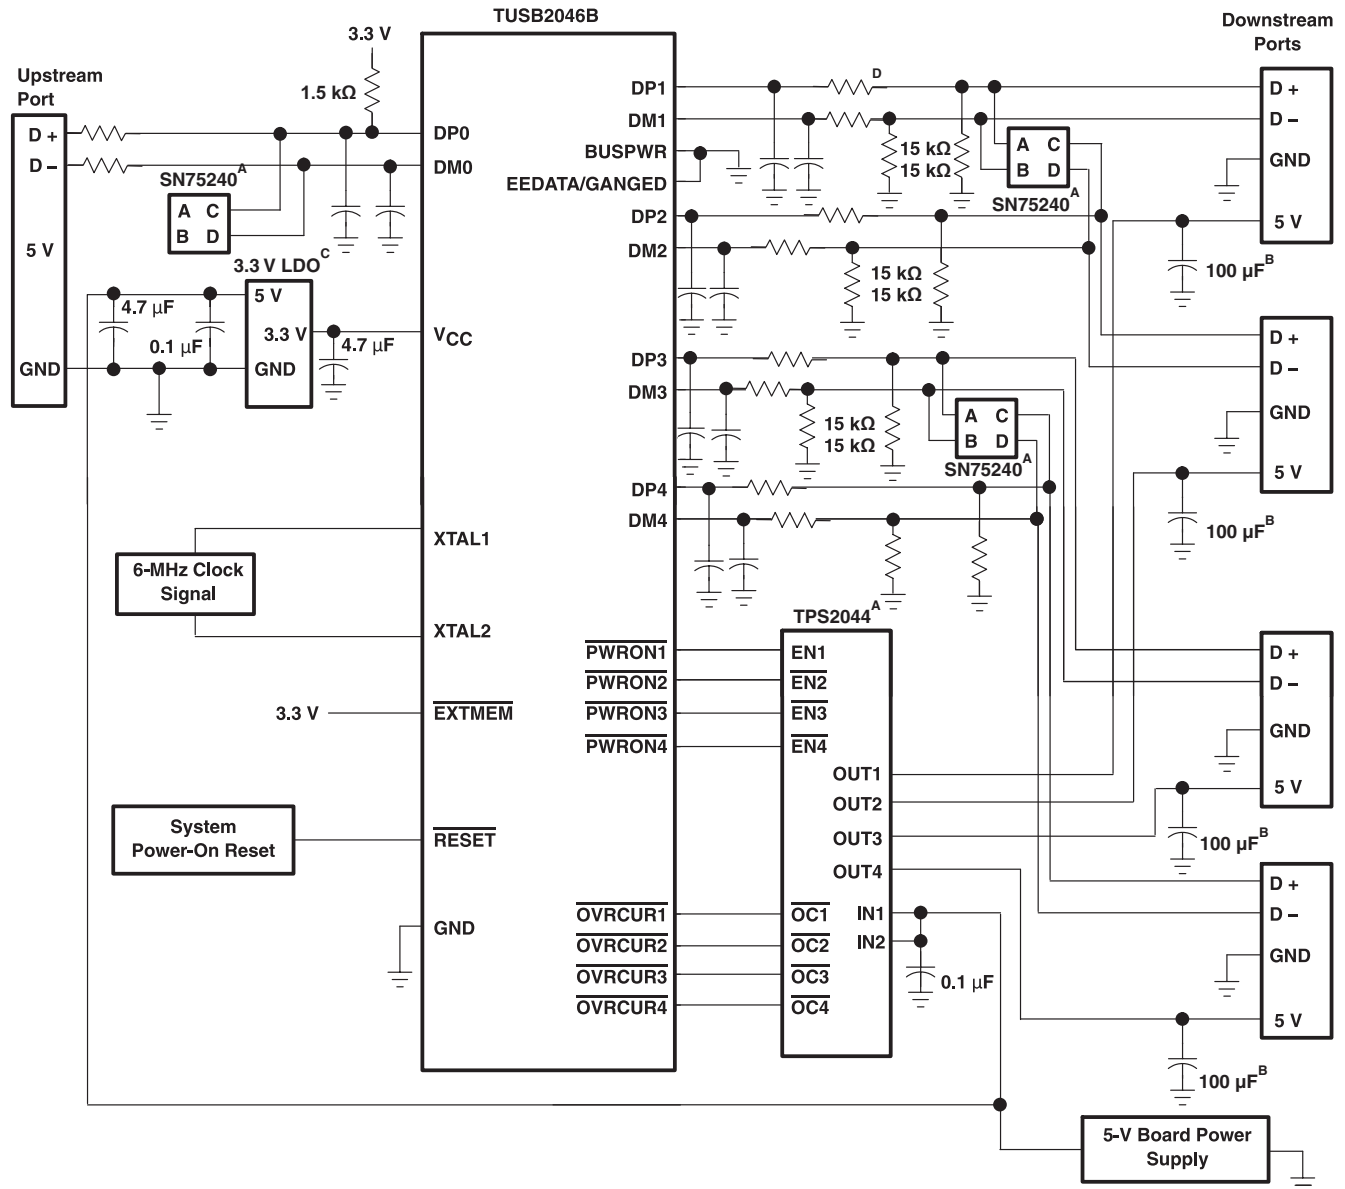 TUSB2046B
Downstream
Ports
3.3 V
Upstream
Port
1.5 kΩ
D +
D –
5 V
GND
SN75240A
A C
B D
3.3 V LDOC
5 V
3.3 V
GND
4.7 µF
0.1 µF
4.7 µF
DP0
DM0
VCC
XTAL1
XTAL2
6-MHz Clock
Signal
3.3 V
EXTMEM
System
Power-On Reset
RESET
GND
DP1
DM1
BUSPWR
EEDATA/GANGED
DP2
DM2
DP3
DM3
DP4
DM4
PWRON1
PWRON2
PWRON3
PWRON4
OVRCUR1
OVRCUR2
OVRCUR3
OVRCUR4
D
15 kΩ
15 kΩ
A C
B D
SN75240A
15 kΩ
15 kΩ
15 kΩ
15 kΩ
A C
B D
SN75240A
TPS2044A
EN1
EN2
EN3
EN4
OUT1
OUT2
OUT3
OUT4
OC1
OC2
OC3
OC4
IN1
IN2
0.1 µF
D +
D –
GND
5 V
100 µFB
D +
D –
GND
5 V
100 µFB
D +
D –
GND
5 V
100 µFB
D +
D –
GND
5 V
100 µFB
5-V Board Power
Supply